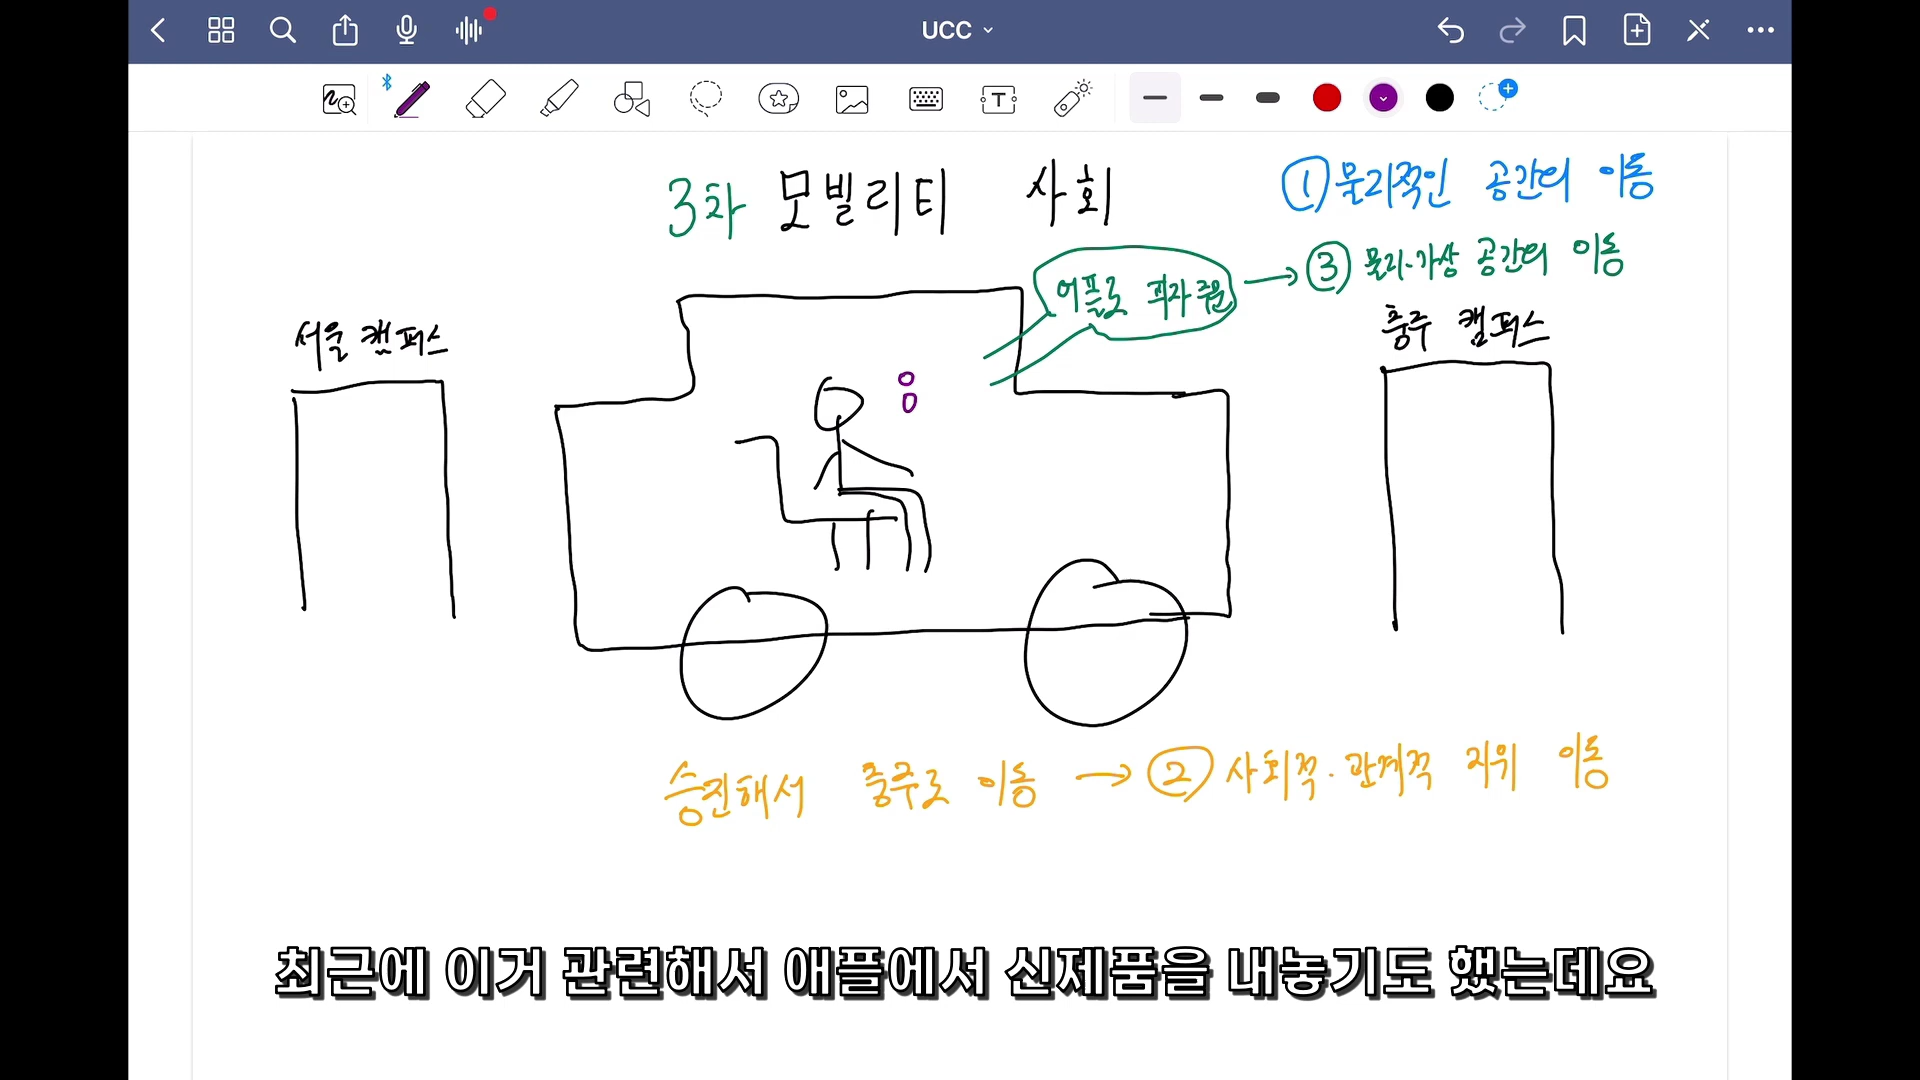 UCC
3차 모빌리티 사회
① 물리적인 공간의 이동
어플로 피자 주문 → ③ 물리·가상 공간의 이동
서울 캠퍼스
충주 캠퍼스
승진해서 충주로 이동 → ② 사회적·관계적 지위 이동
최근에 이거 관련해서 애플에서 신제품을 내놓기도 했는데요